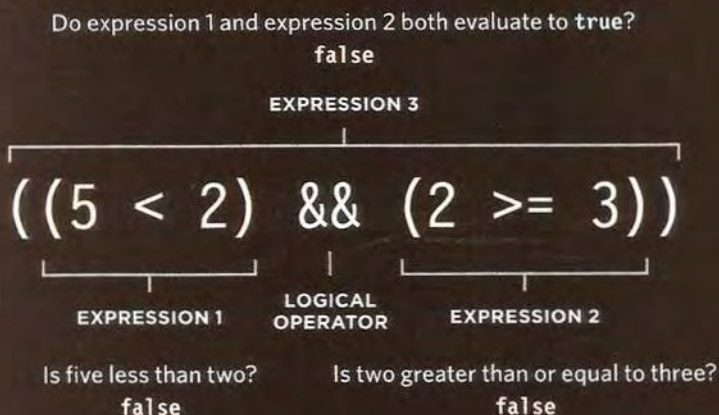 Do expression 1 and expression 2 both evaluate to true?
false
EXPRESSION 3
((5 < 2) && (2 >= 3))
EXPRESSION 1
LOGICAL
OPERATOR
EXPRESSION 2
Is five less than two?
false
Is two greater than or equal to three?
false